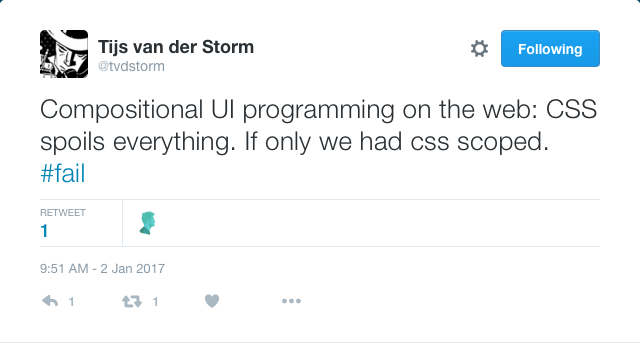 Tijs van der Storm
@tvdstorm
Following
Compositional UI programming on the web: CSS
spoils everything. If only we had css scoped.
#fail
RETWEET
1
9:51 AM - 2 Jan 2017
1
1